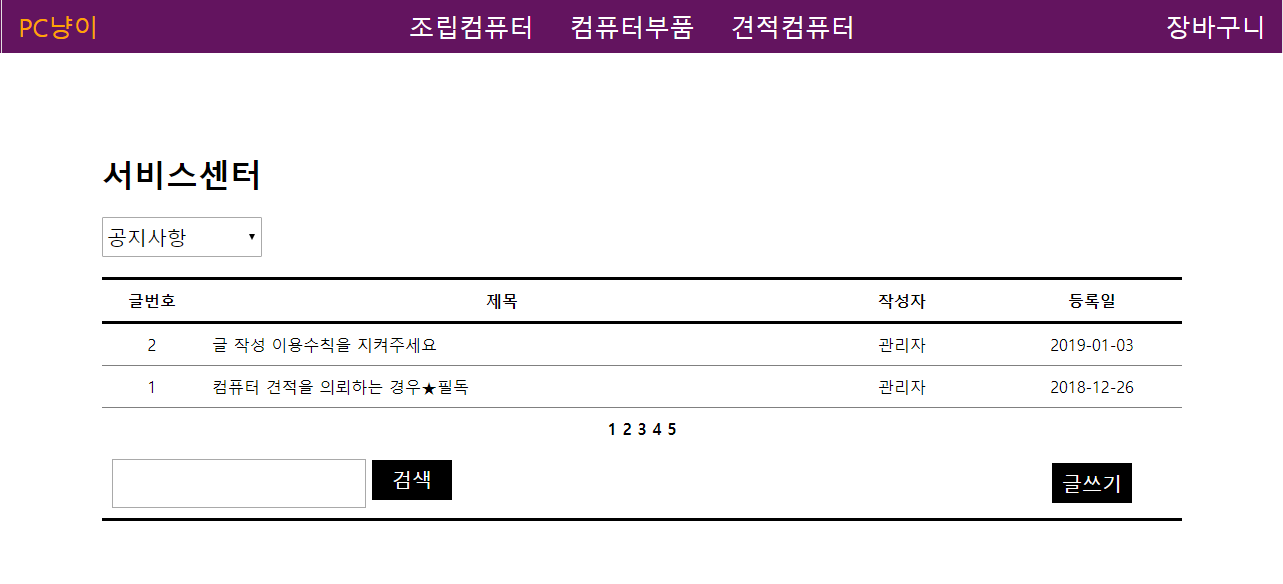 PC냥이 조립컴퓨터 컴퓨터부품 견적컴퓨터 장바구니
서비스센터
공지사항
글번호 제목 작성자 등록일
2 글 작성 이용수칙을 지켜주세요 관리자 2019-01-03
1 컴퓨터 견적을 의뢰하는 경우★필독 관리자 2018-12-26
1 2 3 4 5
검색 글쓰기